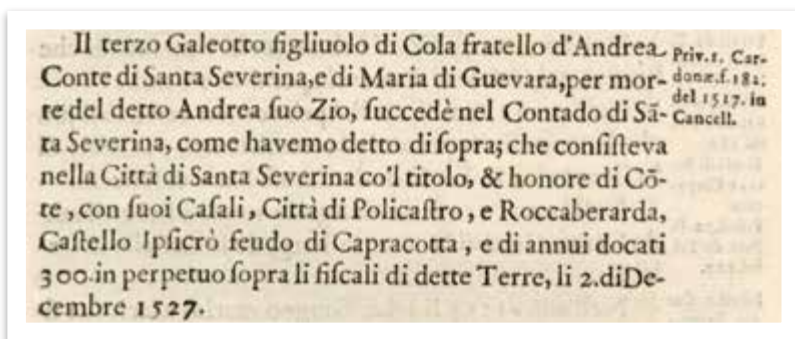 Il terzo Galeotto figliuolo di Cola fratello d'Andrea
Conte di Santa Severina, e di Maria di Guevara, per mor-
te del detto Andrea ſuo Zio, ſuccedè nel Contado di Sā-
ta Severina, come havemo detto di ſopra; che conſiſteva
nella Città di Santa Severina co'l titolo, & honore di Cō-
te, con ſuoi Caſali, Città di Policaſtro, e Roccaberarda,
Caſtello Ipſicrò feudo di Capracotta, e di annui docati
300. in perpetuo ſopra li fiſcali di dette Terre, li 2. di De-
cembre 1527.
Priv. 1. Car-
donæ. f. 182.
del 1517. in
Cancell.